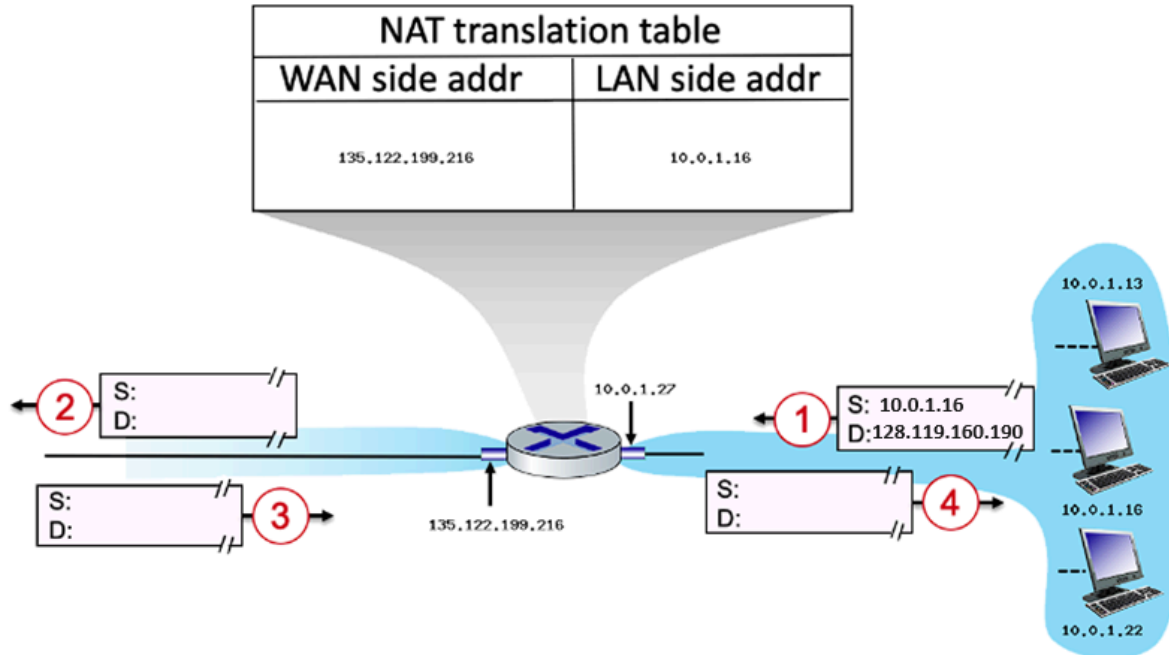 NAT translation table
WAN side addr
LAN side addr
135.122.199.216
10.0.1.16
10.0.1.13
2
S:
D:
10.0.1.27
1
S: 10.0.1.16
D:128.119.160.190
S:
D:
3
135.122.199.216
S:
D:
4
10.0.1.16
10.0.1.22